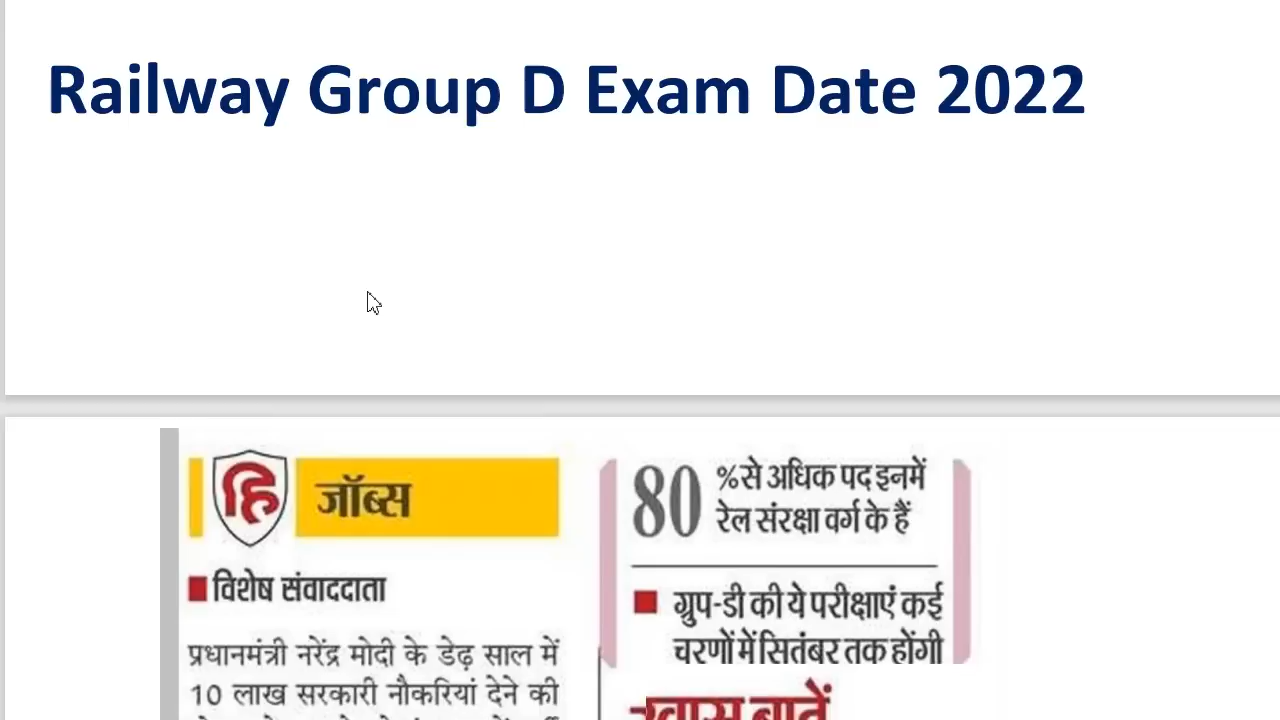 Railway Group D Exam Date 2022
हि
जॉब्स
विशेष संवाददाता
प्रधानमंत्री नरेंद्र मोदी के डेढ़ साल में
10 लाख सरकारी नौकरियां देने की
80 %से अधिक पद इनमें
रेल संरक्षा वर्ग के हैं
ग्रुप-डी की ये परीक्षाएं कई
चरणों में सितंबर तक होंगी
खास बातें